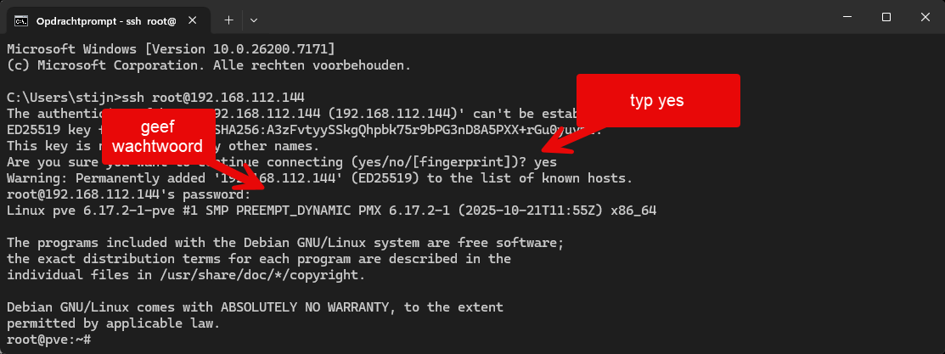 Opdrachtprompt - ssh root@
Microsoft Windows [Version 10.0.26200.7171]
(c) Microsoft Corporation. Alle rechten voorbehouden.
C:\Users\stijn>ssh root@192.168.112.144
typ yes
The authentic 92.168.112.144 (192.168.112.144)' can't be estab
geef
wachtwoord
ED25519 key SHA256:A3zFvtyySSkgQhpbk75r9bPG3nD8A5PXX+rGu0
This key is other names.
Are you sure you continue connecting (yes/no/[fingerprint])? yes
Warning: Permanently added '192.168.112.144' (ED25519) to the list of known hosts.
root@192.168.112.144's password:
Linux pve 6.17.2-1-pve #1 SMP PREEMPT_DYNAMIC PMX 6.17.2-1 (2025-10-21T11:55Z) x86_64
The programs included with the Debian GNU/Linux system are free software;
the exact distribution terms for each program are described in the
individual files in /usr/share/doc/*/copyright.
Debian GNU/Linux comes with ABSOLUTELY NO WARRANTY, to the extent
permitted by applicable law.
root@pve:~#